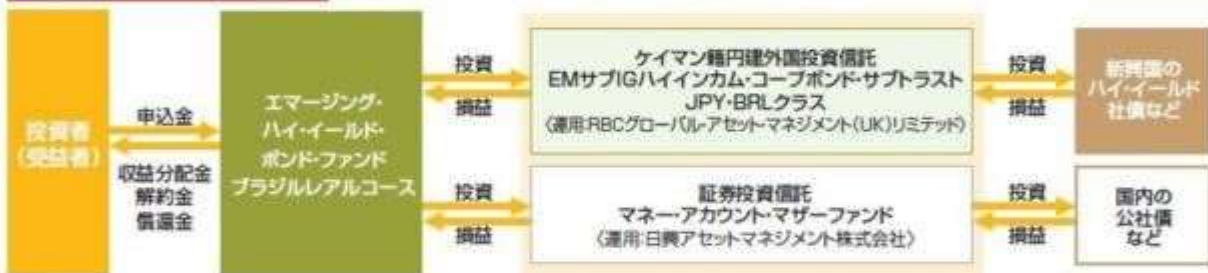 投資者
(受益者)
申込金
収益分配金
解約金
償還金
エマージング・
ハイ・イールド・
ボンド・ファンド
ブラジルレアルコース
投資
損益
ケイマン籍円建外国投資信託
EMサブIGハイインカム・コープボンド・サブトラスト
JPY・BRLクラス
〈運用:RBCグローバル・アセット・マネジメント(UK)リミテッド〉
投資
損益
新興国の
ハイ・イールド
社債など
投資
損益
証券投資信託
マネー・アカウント・マザーファンド
〈運用:日興アセットマネジメント株式会社〉
投資
損益
国内の
公社債
など